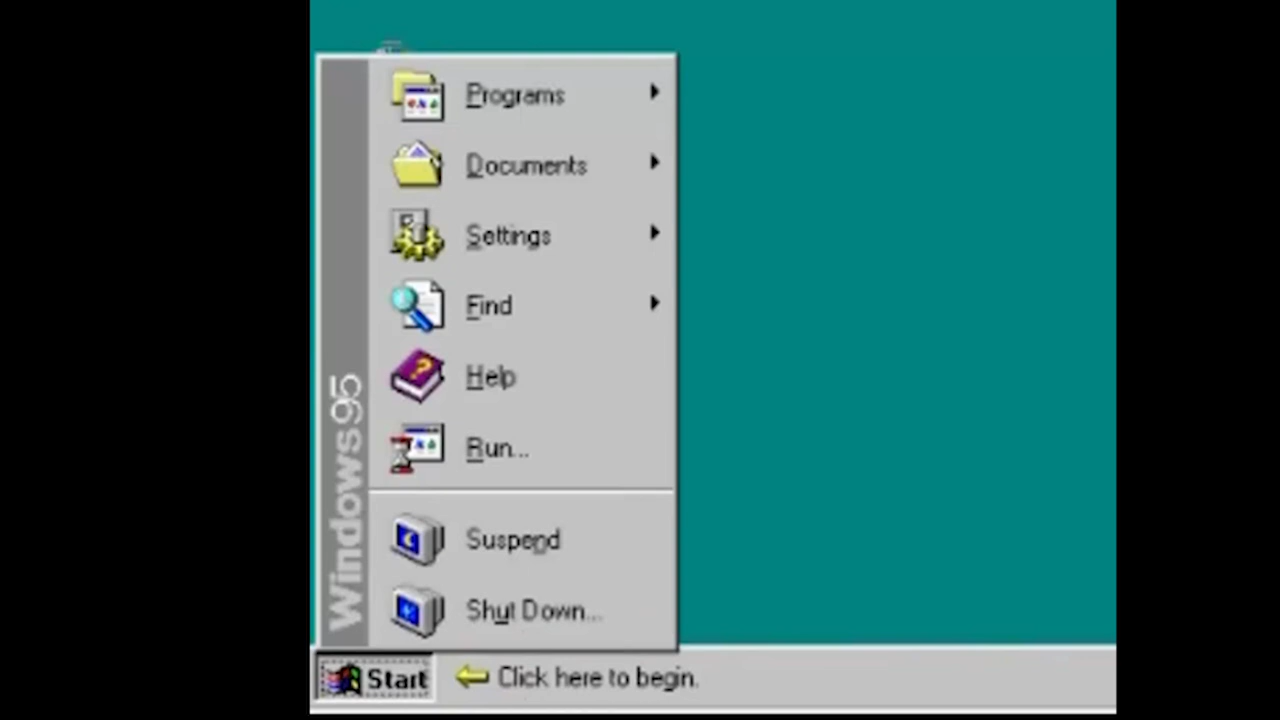 Programs
Documents
Settings
Find
Help
Run...
Suspend
Shut Down...
Windows95
Start
Click here to begin.